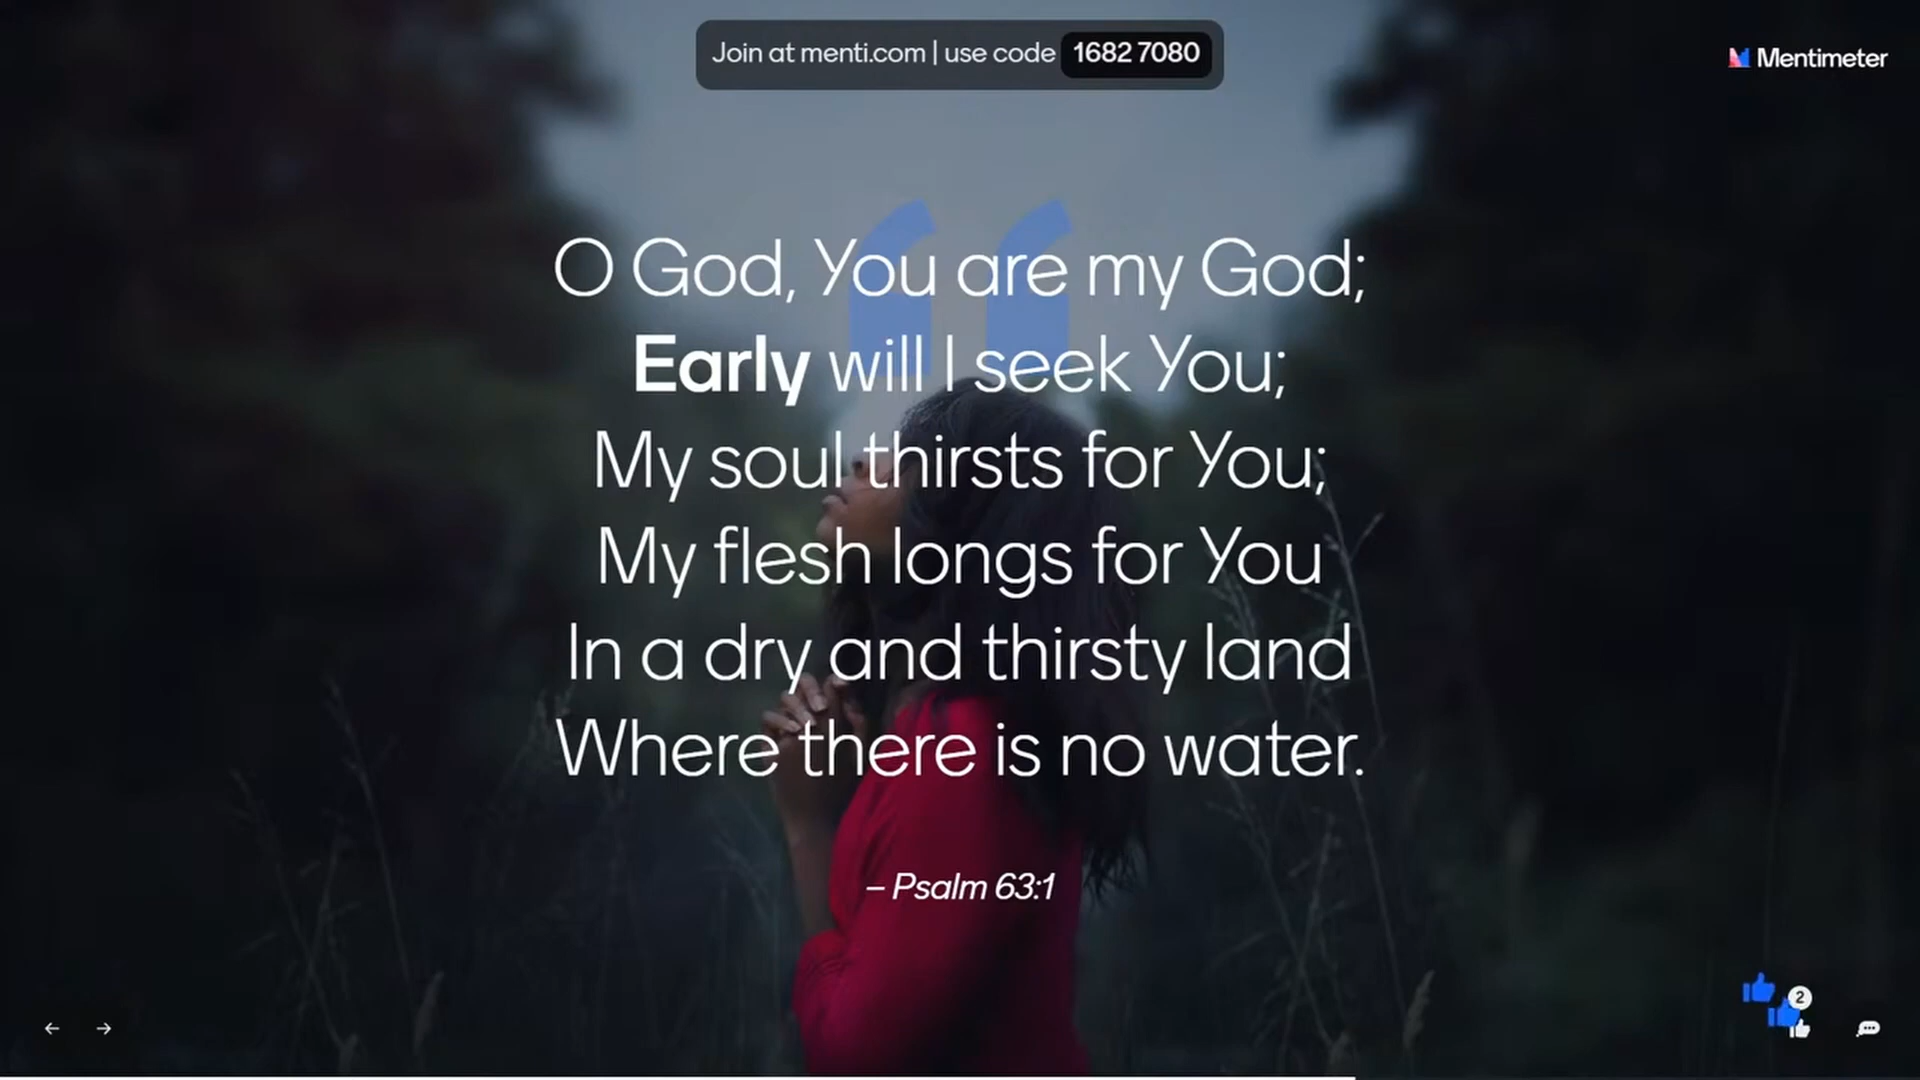 Join at menti.com | use code 1682 7080
Mentimeter
O God, You are my God;
Early will I seek You;
My soul thirsts for You;
My flesh longs for You
In a dry and thirsty land
Where there is no water.
– Psalm 63:1
2